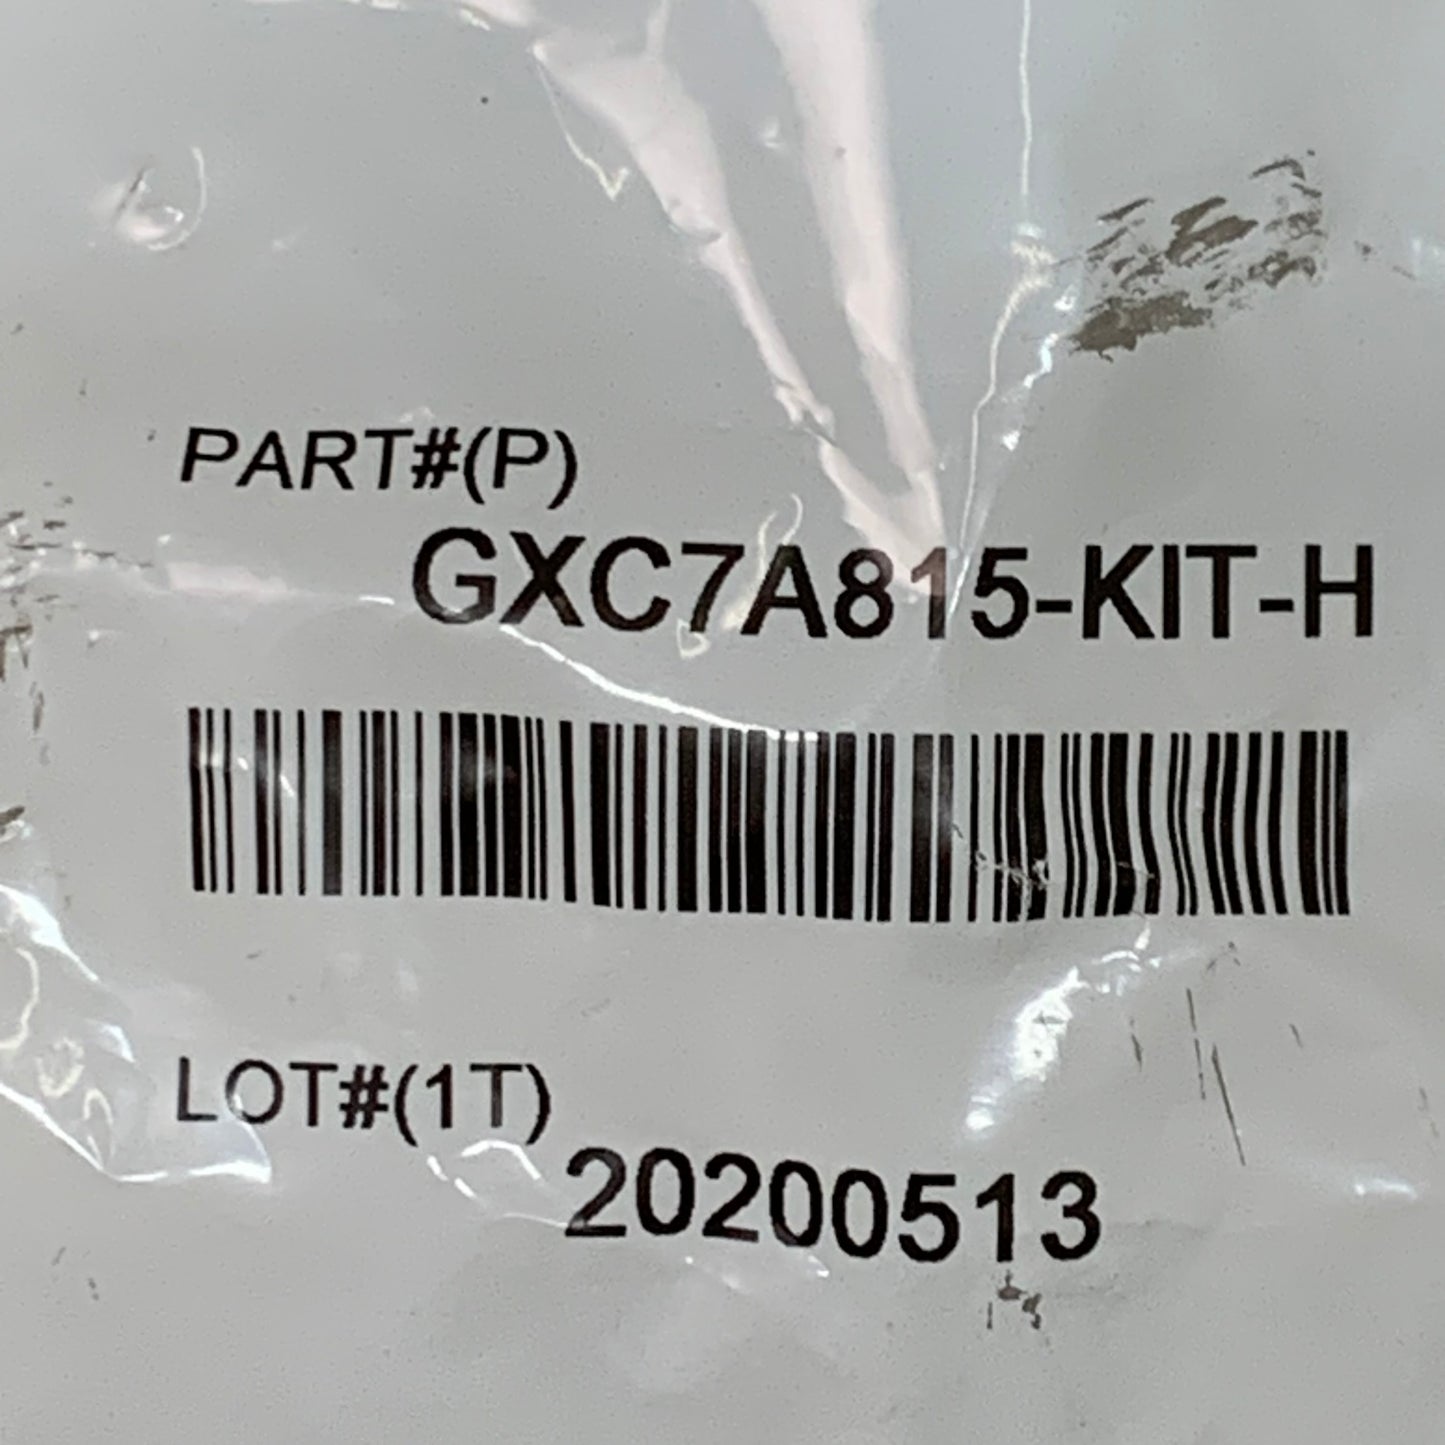 PART#(P)
GXC7A815-KIT-H
LOT#(1T)
20200513